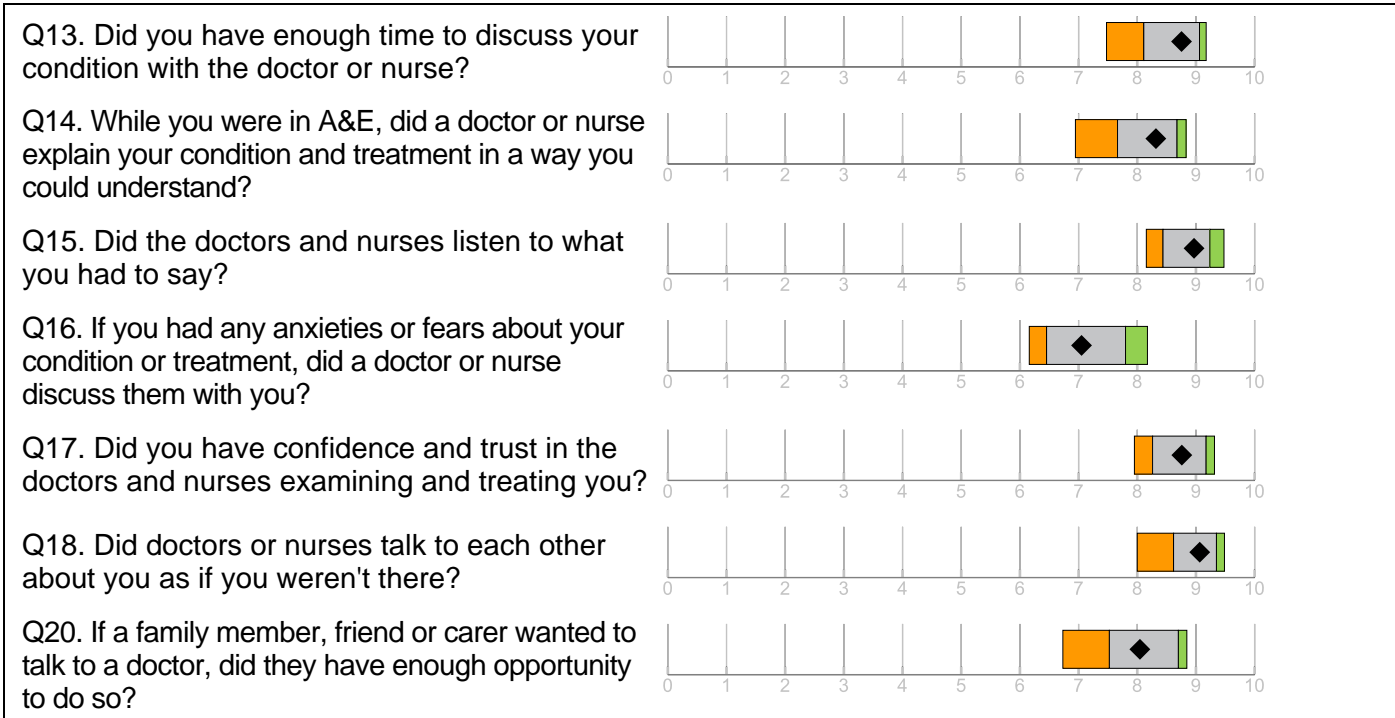 Q13. Did you have enough time to discuss your
condition with the doctor or nurse?
0 1 2 3 4 5 6 7 8 9 10
Q14. While you were in A&E, did a doctor or nurse
explain your condition and treatment in a way you
could understand?
0 1 2 3 4 5 6 7 8 9 10
Q15. Did the doctors and nurses listen to what
you had to say?
0 1 2 3 4 5 6 7 8 9 10
Q16. If you had any anxieties or fears about your
condition or treatment, did a doctor or nurse
discuss them with you?
0 1 2 3 4 5 6 7 8 9 10
Q17. Did you have confidence and trust in the
doctors and nurses examining and treating you?
0 1 2 3 4 5 6 7 8 9 10
Q18. Did doctors or nurses talk to each other
about you as if you weren't there?
0 1 2 3 4 5 6 7 8 9 10
Q20. If a family member, friend or carer wanted to
talk to a doctor, did they have enough opportunity
to do so?
0 1 2 3 4 5 6 7 8 9 10